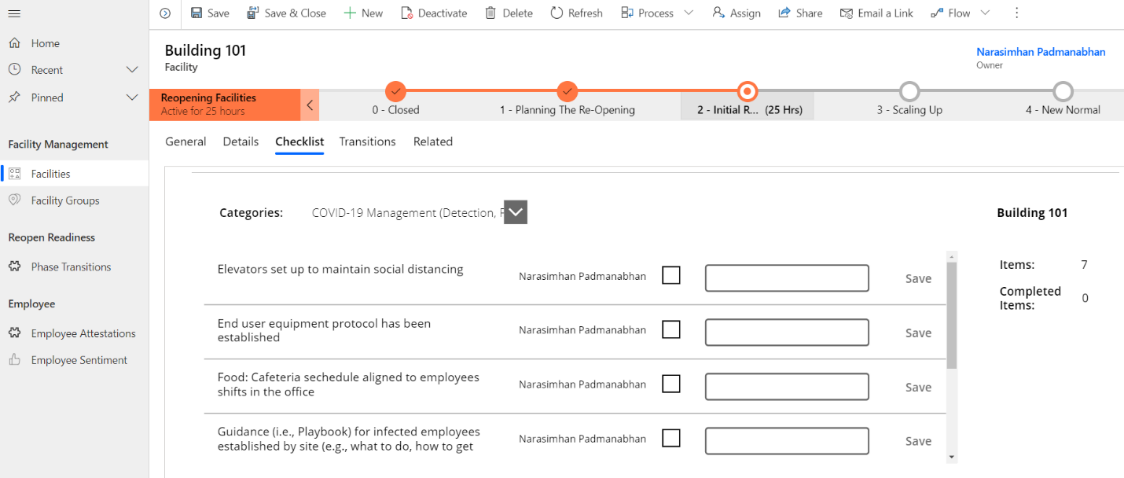 Save
Save & Close
New
Deactivate
Delete
Refresh
Process
Assign
Share
Email a Link
Flow
Home
Recent
Pinned
Facility Management
Facilities
Facility Groups
Reopen Readiness
Phase Transitions
Employee
Employee Attestations
Employee Sentiment
Building 101
Facility
Narasimhan Padmanabhan
Owner
Reopening Facilities
Active for 25 hours
0 - Closed
1 - Planning The Re-Opening
2 - Initial R... (25 Hrs)
3 - Scaling Up
4 - New Normal
General
Details
Checklist
Transitions
Related
Categories:
COVID-19 Management (Detection,
Elevators set up to maintain social distancing
Narasimhan Padmanabhan
Save
End user equipment protocol has been
established
Narasimhan Padmanabhan
Save
Food: Cafeteria sechedule aligned to employees
shifts in the office
Narasimhan Padmanabhan
Save
Guidance (i.e., Playbook) for infected employees
established by site (e.g., what to do, how to get
Narasimhan Padmanabhan
Save
Building 101
Items: 7
Completed
Items: 0